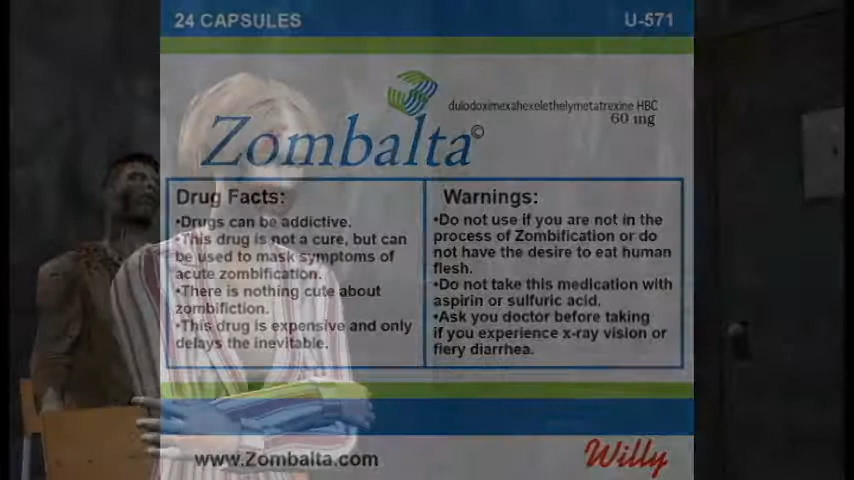 24 CAPSULES
U-571
dulodoximexahexelethelymetatrexine HBC
60 mg
Zombalta©
Drug Facts:
•Drugs can be addictive.
•This drug is not a cure, but can
be used to mask symptoms of
acute zombification.
•There is nothing cute about
zombifiction.
•This drug is expensive and only
delays the inevitable.
Warnings:
•Do not use if you are not in the
process of Zombification or do
not have the desire to eat human
flesh.
•Do not take this medication with
aspirin or sulfuric acid.
•Ask you doctor before taking
if you experience x-ray vision or
fiery diarrhea.
www.Zombalta.com
Willy